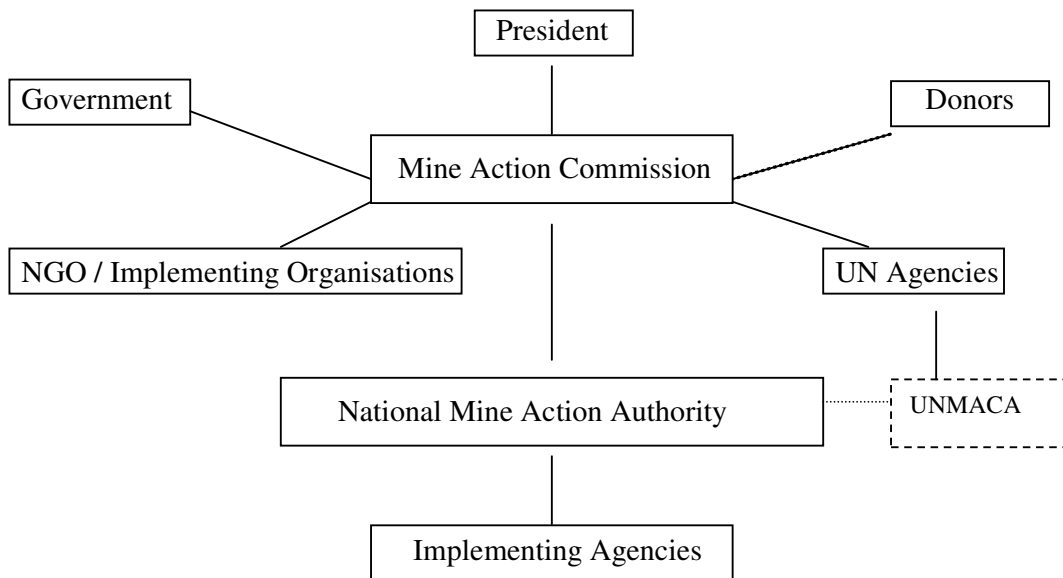 President
Government
Donors
Mine Action Commission
NGO / Implementing Organisations
UN Agencies
National Mine Action Authority
UNMACA
Implementing Agencies